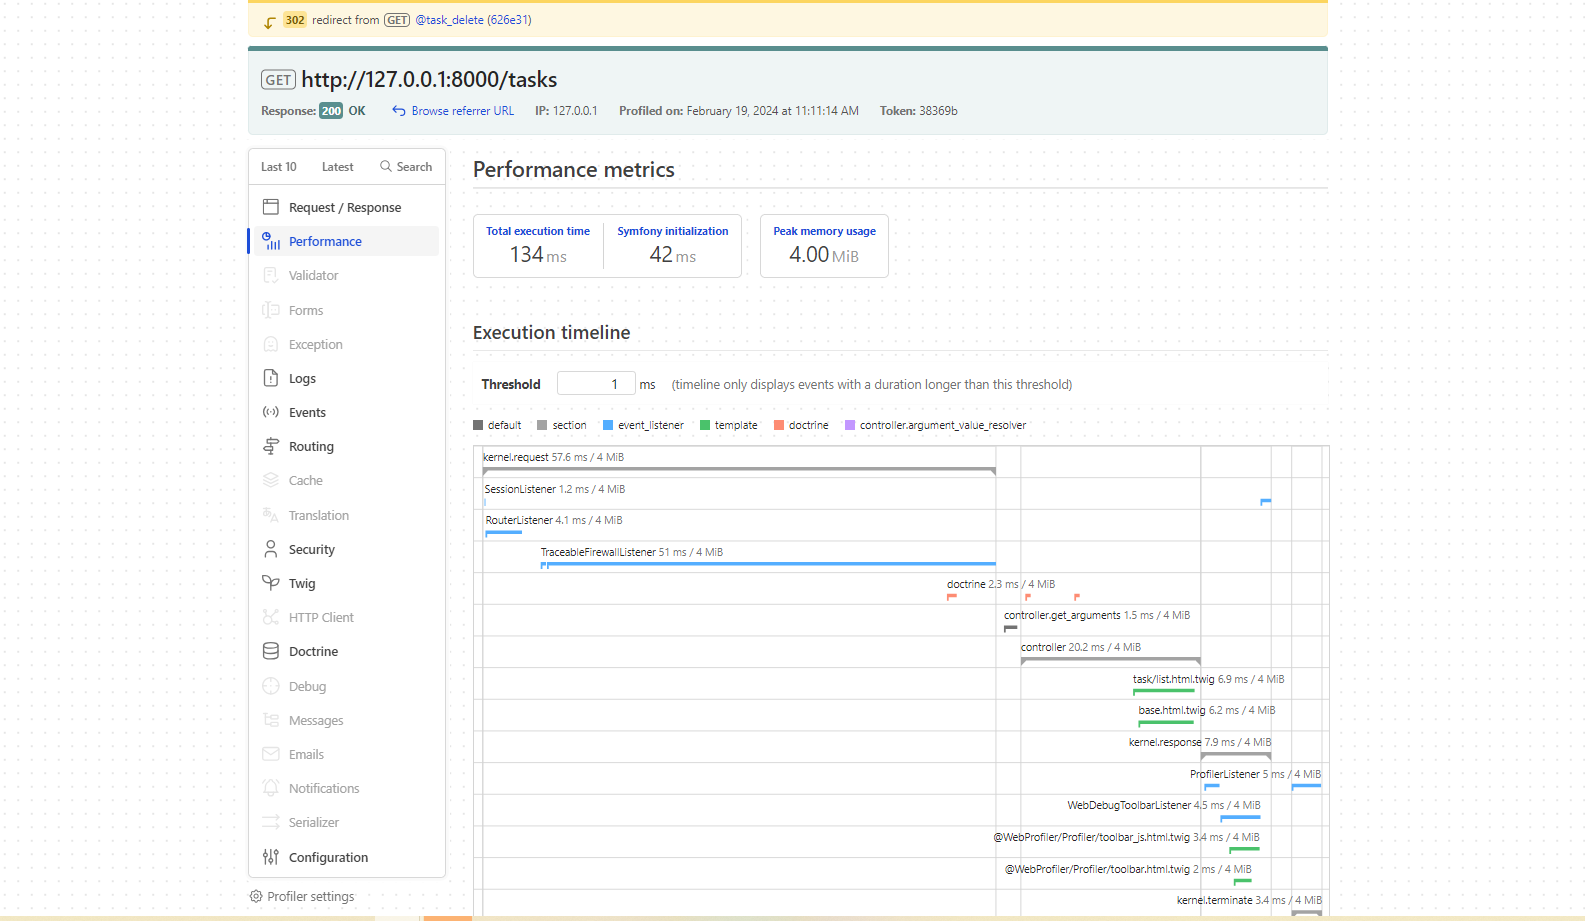 302 redirect from GET @task_delete (626e31)
GET http://127.0.0.1:8000/tasks
Response: 200 OK Browse referrer URL IP: 127.0.0.1 Profiled on: February 19, 2024 at 11:11:14 AM Token: 38369b
Last 10 Latest Search
Request / Response
Performance
Validator
Forms
Exception
Logs
Events
Routing
Cache
Translation
Security
Twig
HTTP Client
Doctrine
Debug
Messages
Emails
Notifications
Serializer
Configuration
Profiler settings
Performance metrics
Total execution time Symfony initialization Peak memory usage
134 ms 42 ms 4.00 MiB
Execution timeline
Threshold 1 ms (timeline only displays events with a duration longer than this threshold)
default section event_listener template doctrine controller.argument_value_resolver
kernel.request 57.6 ms / 4 MiB
SessionListener 1.2 ms / 4 MiB
RouterListener 4.1 ms / 4 MiB
TraceableFirewallListener 51 ms / 4 MiB
doctrine 2.3 ms / 4 MiB
controller.get_arguments 1.5 ms / 4 MiB
controller 20.2 ms / 4 MiB
task/list.html.twig 6.9 ms / 4 MiB
base.html.twig 6.2 ms / 4 MiB
kernel.response 7.9 ms / 4 MiB
ProfilerListener 5 ms / 4 MiB
WebDebugToolbarListener 4.5 ms / 4 MiB
@WebProfiler/Profiler/toolbar_js.html.twig 3.4 ms / 4 MiB
@WebProfiler/Profiler/toolbar.html.twig 2 ms / 4 MiB
kernel.terminate 3.4 ms / 4 MiB